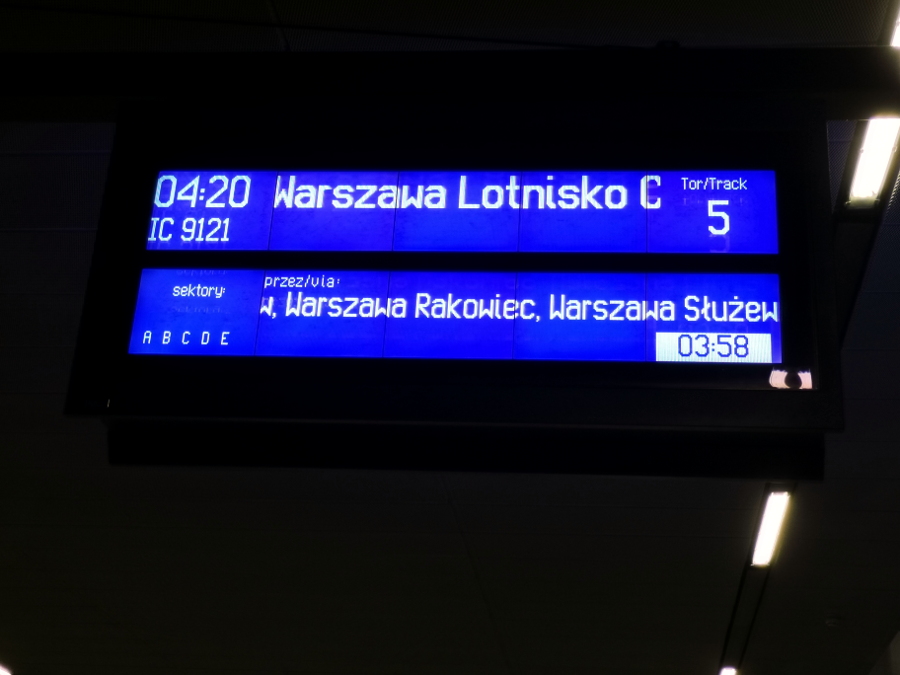 04:20 Warszawa Lotnisko C
IC 9121
Tor/Track
5
sektory:
A B C D E
przez/via:
w, Warszawa Rakowiec, Warszawa Służew
03:58